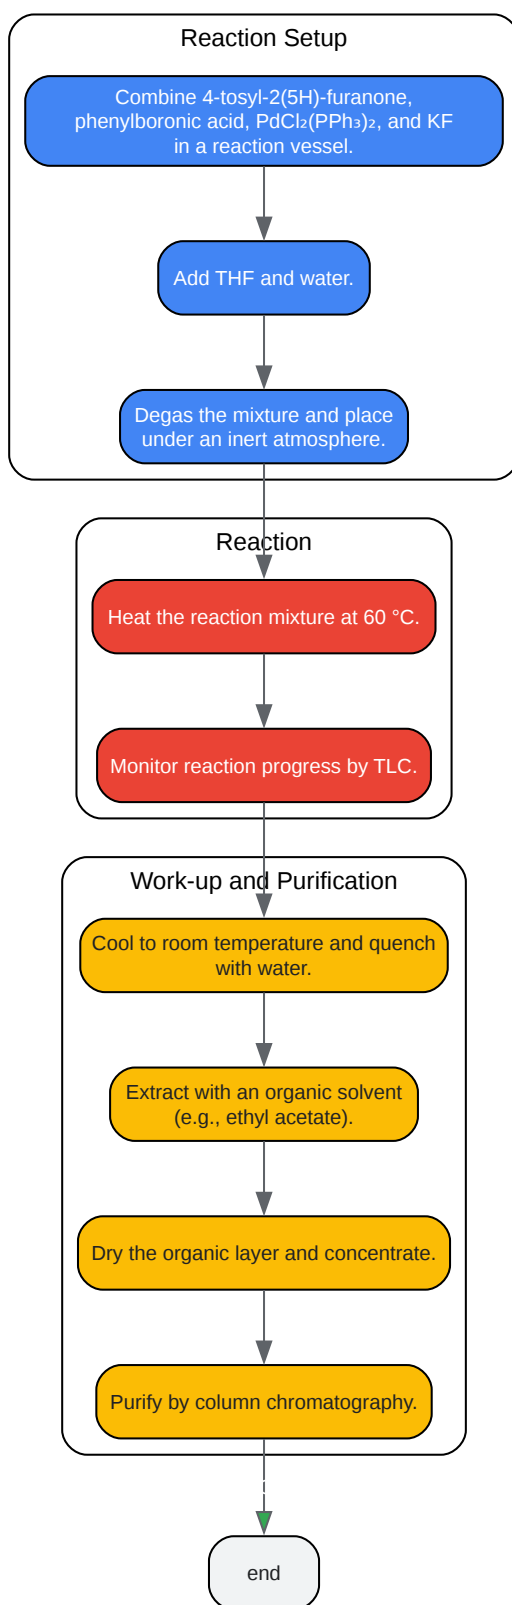 Reaction Setup
Combine 4-tosyl-2(5H)-furanone,
phenylboronic acid, PdCl₂(PPh₃)₂, and KF
in a reaction vessel.
Add THF and water.
Degas the mixture and place
under an inert atmosphere.
Reaction
Heat the reaction mixture at 60 °C.
Monitor reaction progress by TLC.
Work-up and Purification
Cool to room temperature and quench
with water.
Extract with an organic solvent
(e.g., ethyl acetate).
Dry the organic layer and concentrate.
Purify by column chromatography.
end